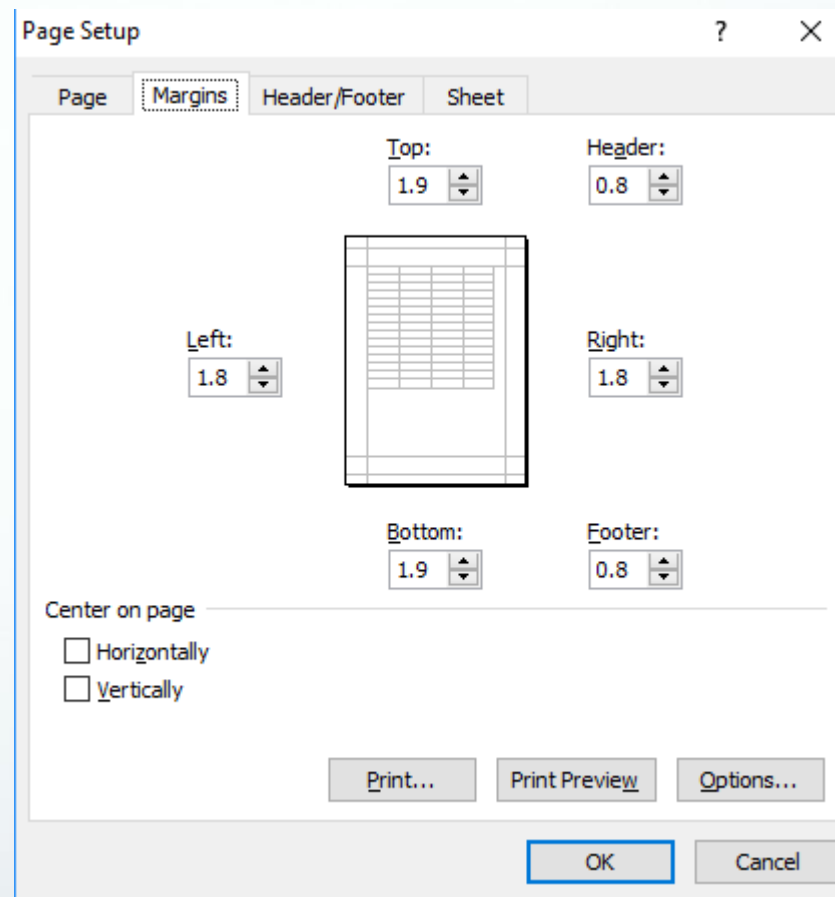 Page Setup ?
Page Margins Header/Footer Sheet
Top: Header:
1.9 0.8
Left: Right:
1.8 1.8
Bottom: Footer:
1.9 0.8
Center on page
Horizontally
Vertically
Print... Print Preview Options...
OK Cancel